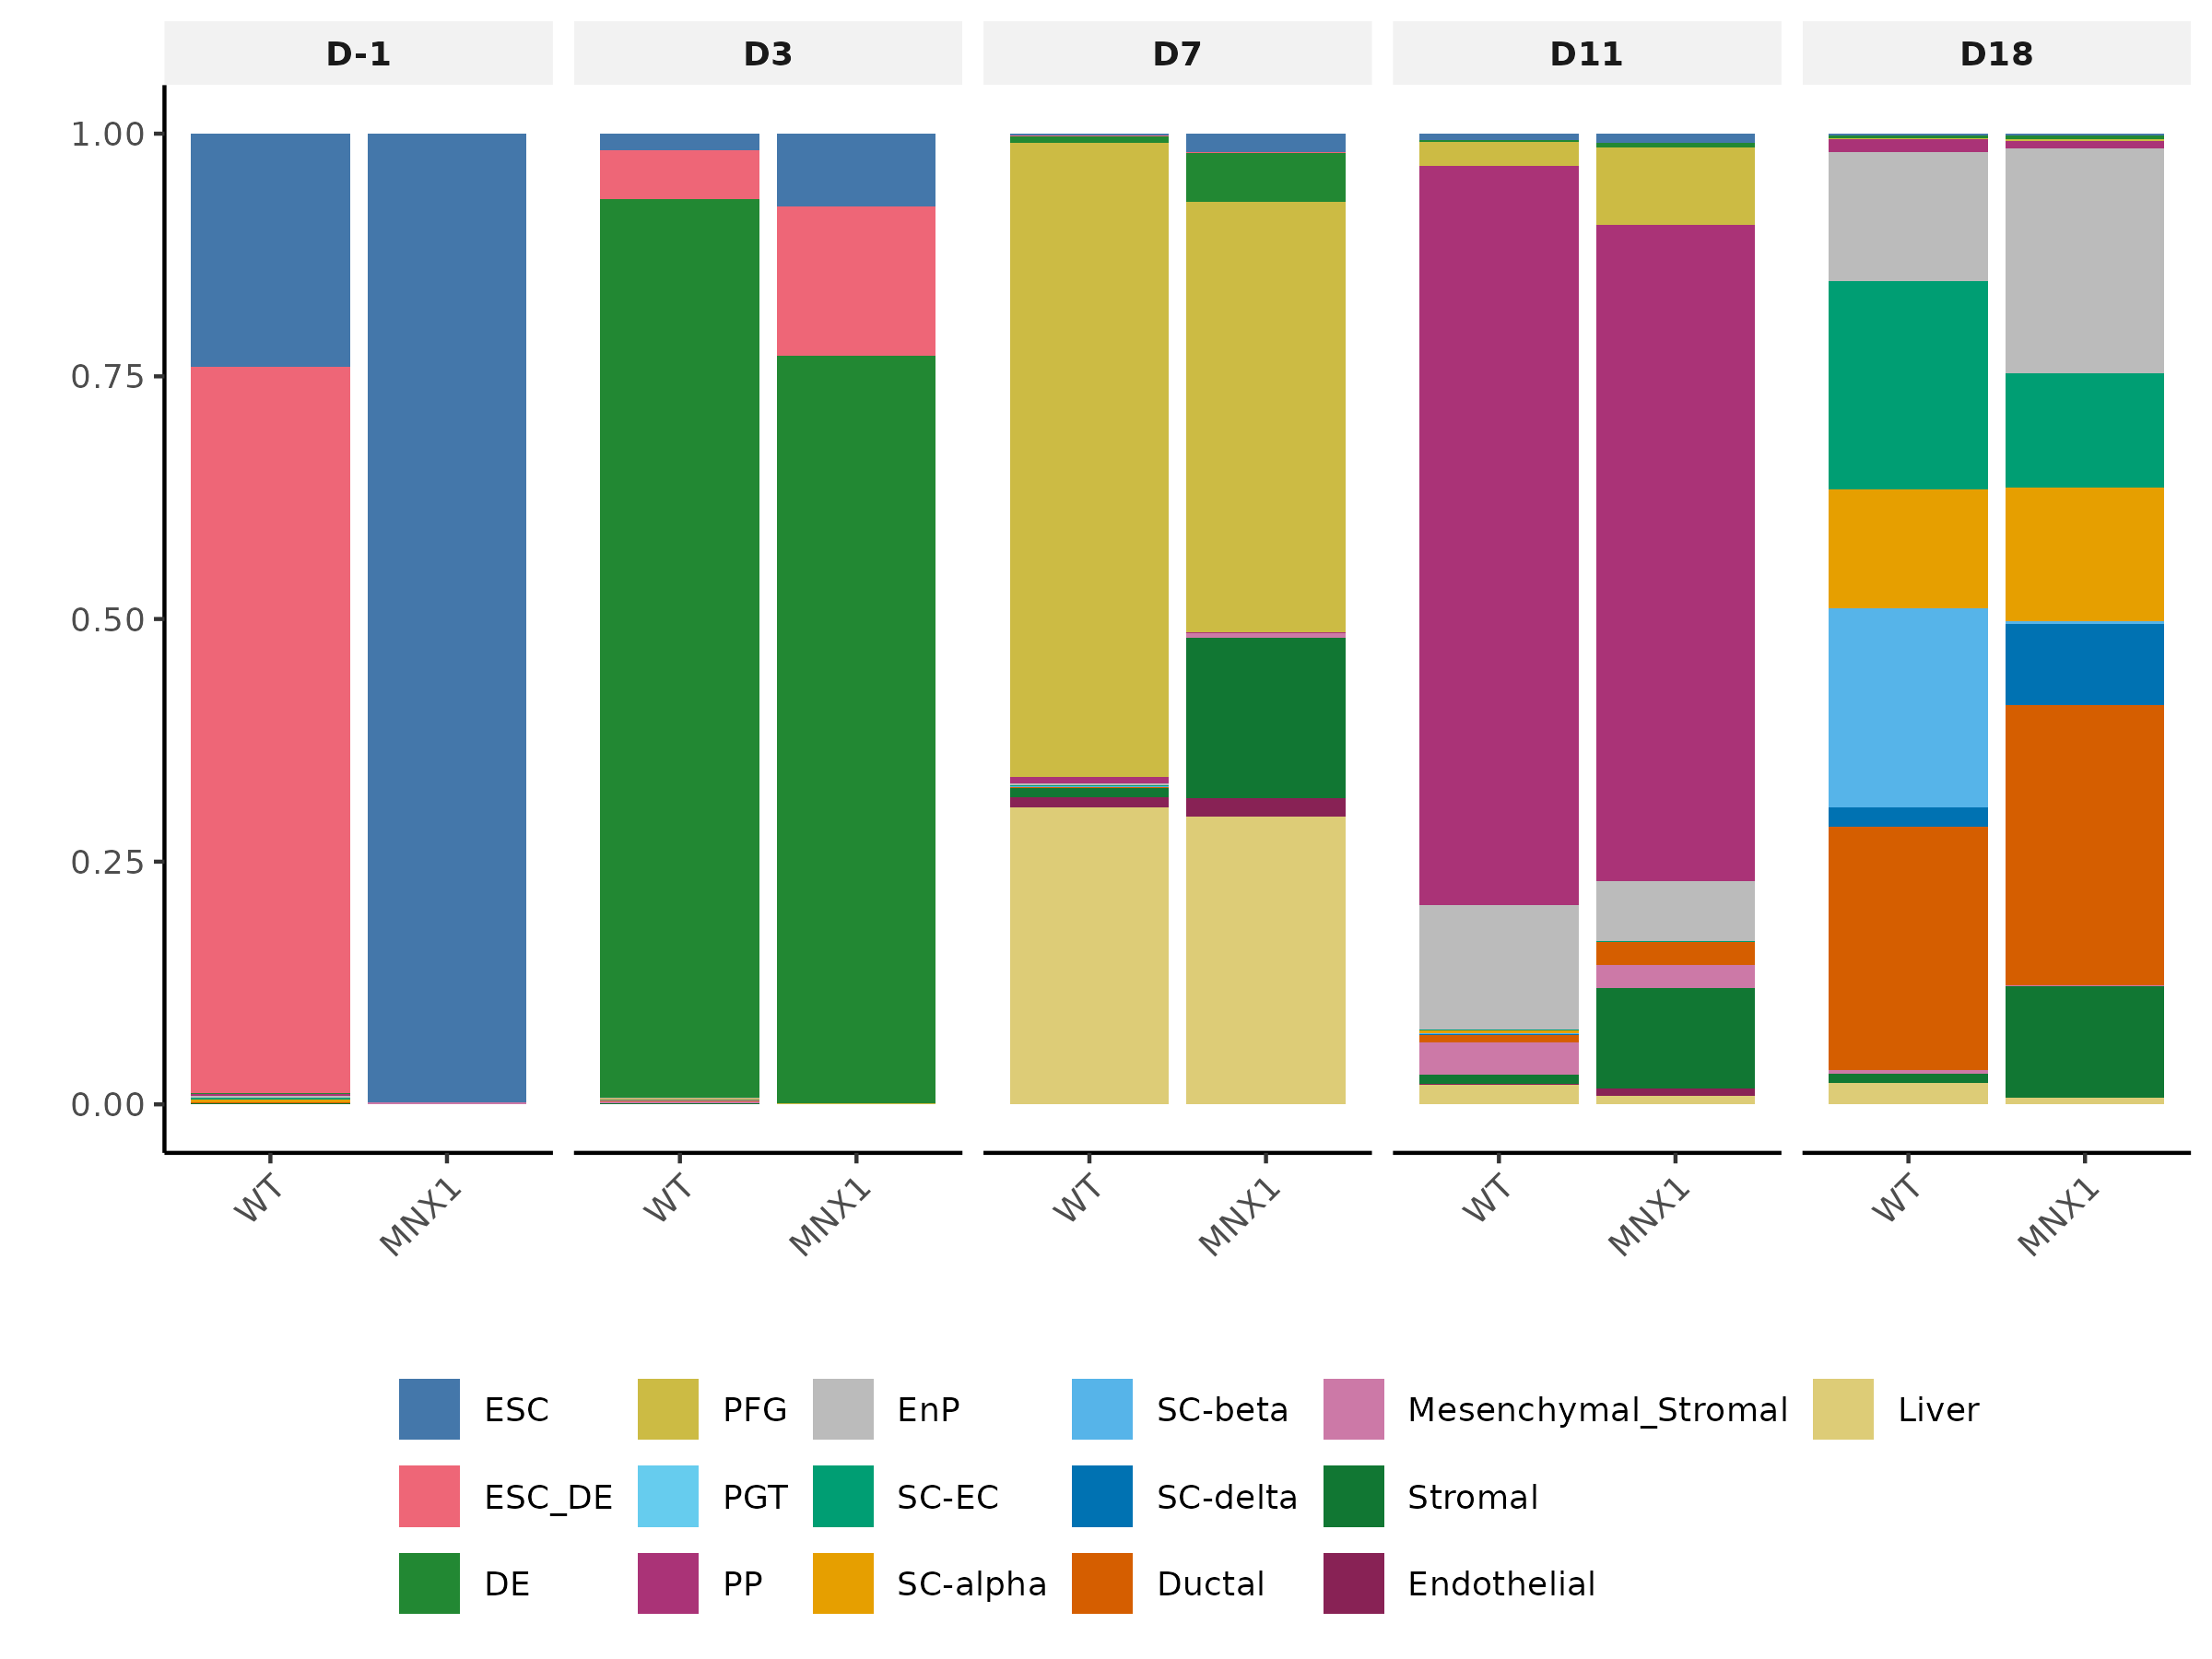 D-1 D3 D7 D11 D18
1.00
0.75
0.50
0.25
0.00
WT MNX1 WT MNX1 WT MNX1 WT MNX1 WT MNX1
ESC PFG EnP SC-beta Mesenchymal_Stromal Liver
ESC_DE PGT SC-EC SC-delta Stromal
DE PP SC-alpha Ductal Endothelial